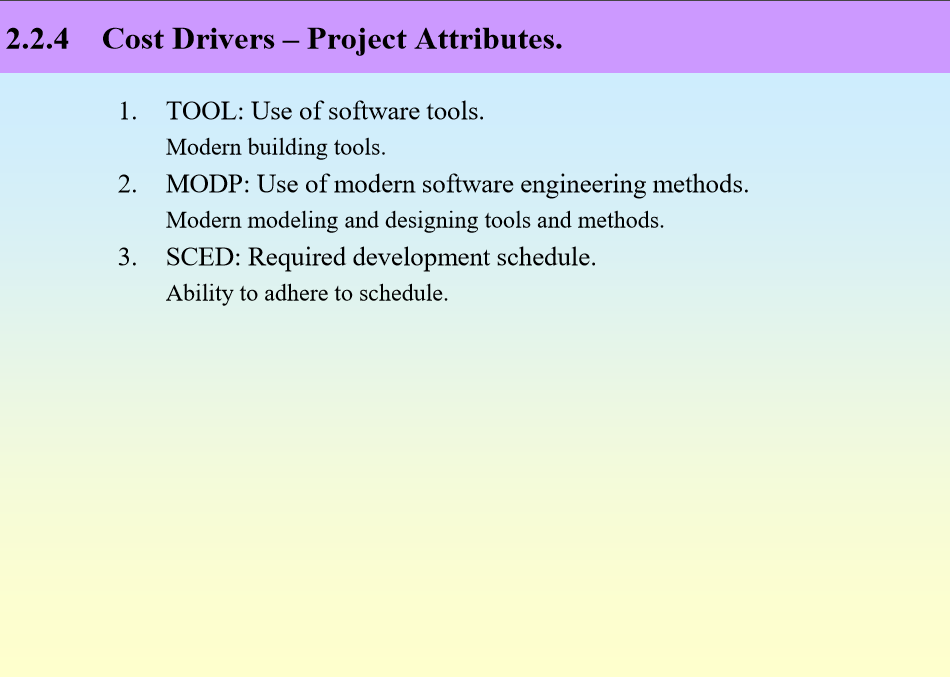 2.2.4 Cost Drivers – Project Attributes.
1. TOOL: Use of software tools.
Modern building tools.
2. MODP: Use of modern software engineering methods.
Modern modeling and designing tools and methods.
3. SCED: Required development schedule.
Ability to adhere to schedule.